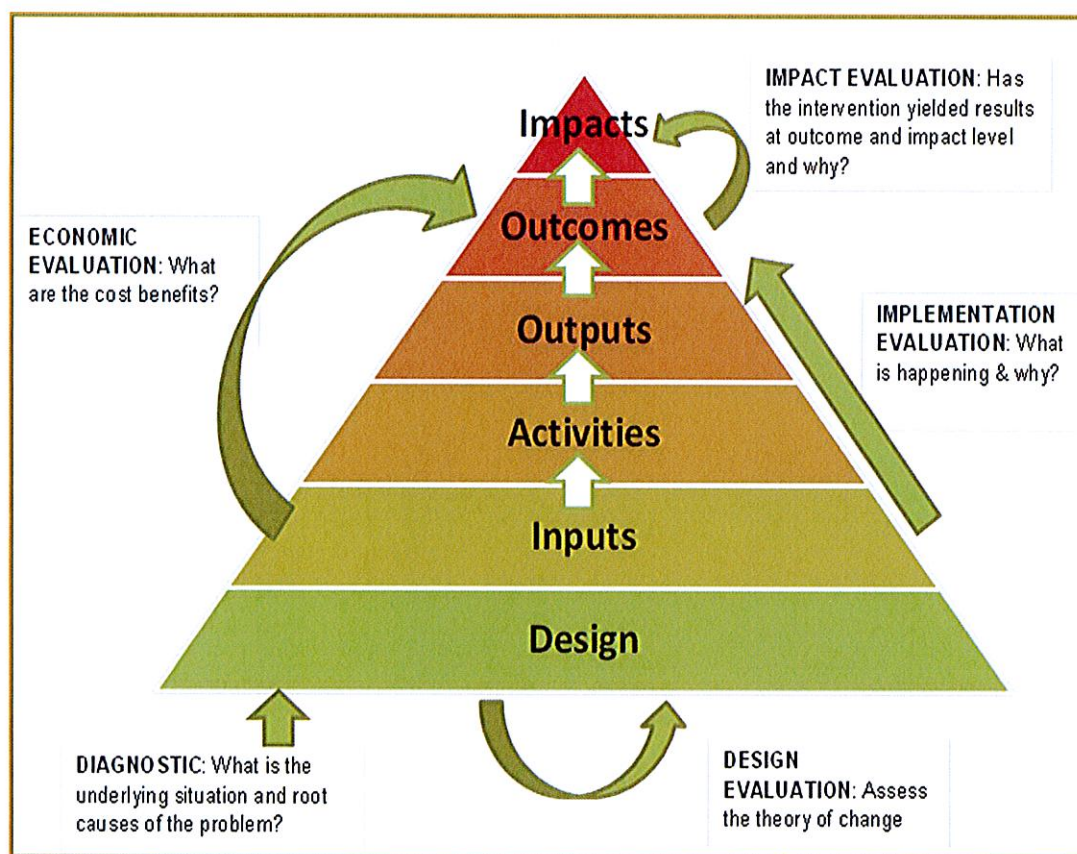 IMPACT EVALUATION: Has
the intervention yielded results
at outcome and impact level
and why?
Impacts
Outcomes
ECONOMIC
EVALUATION: What
are the cost benefits?
Outputs
IMPLEMENTATION
EVALUATION: What
is happening & why?
Activities
Inputs
Design
DIAGNOSTIC: What is the
underlying situation and root
causes of the problem?
DESIGN
EVALUATION: Assess
the theory of change